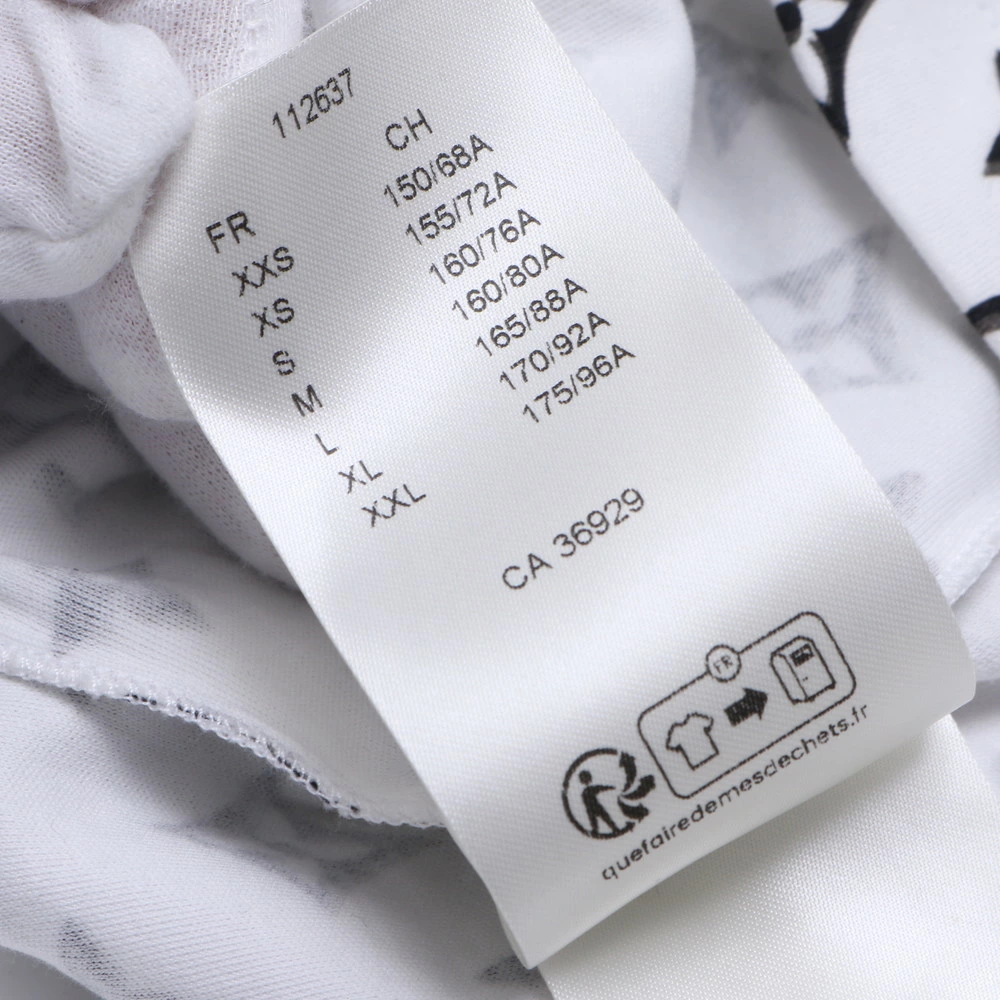 112637
FR CH
XXS 150/68A
XS 155/72A
S 160/76A
M 160/80A
L 165/88A
XL 170/92A
XXL 175/96A
CA 36929
FR
quefairedemesdechets.fr